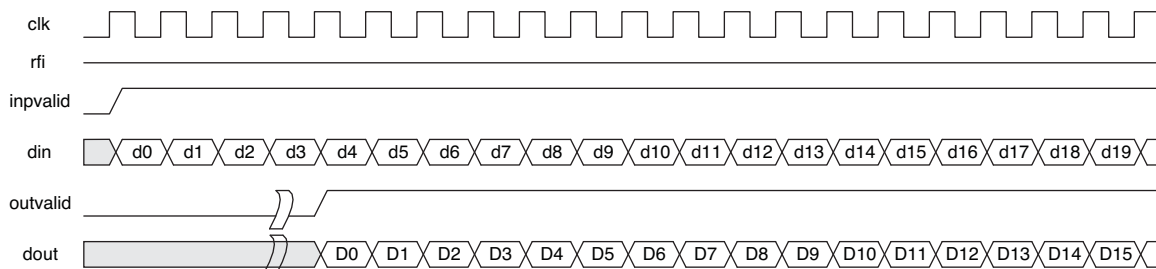 clk
rfi
inpvalid
din d0 d1 d2 d3 d4 d5 d6 d7 d8 d9 d10 d11 d12 d13 d14 d15 d16 d17 d18 d19
outvalid
dout D0 D1 D2 D3 D4 D5 D6 D7 D8 D9 D10 D11 D12 D13 D14 D15